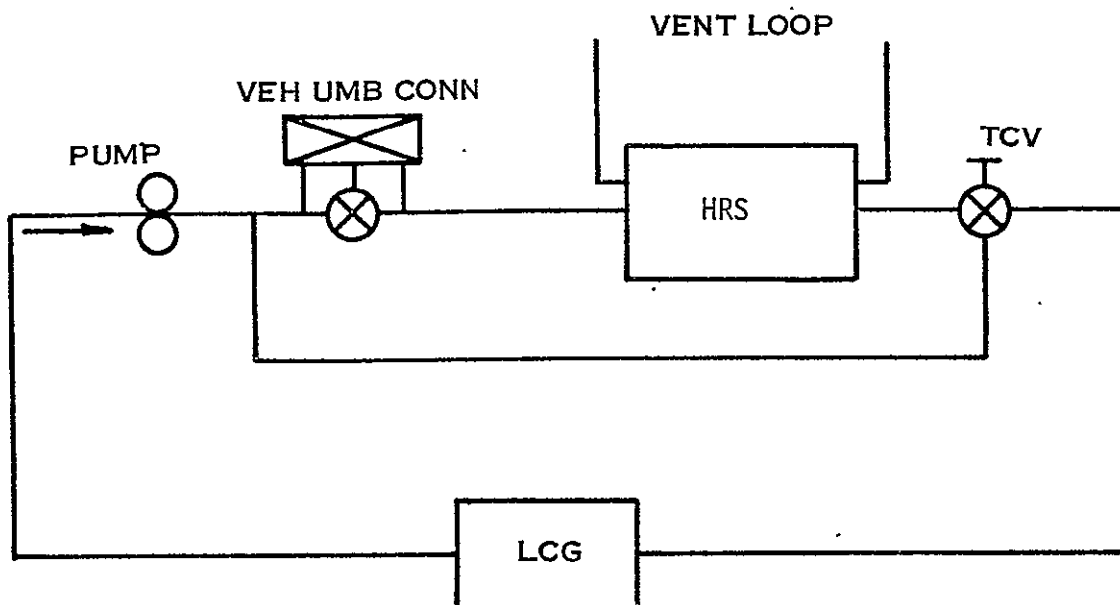 VENT LOOP
VEH UMB CONN
PUMP
TCV
HRS
LCG